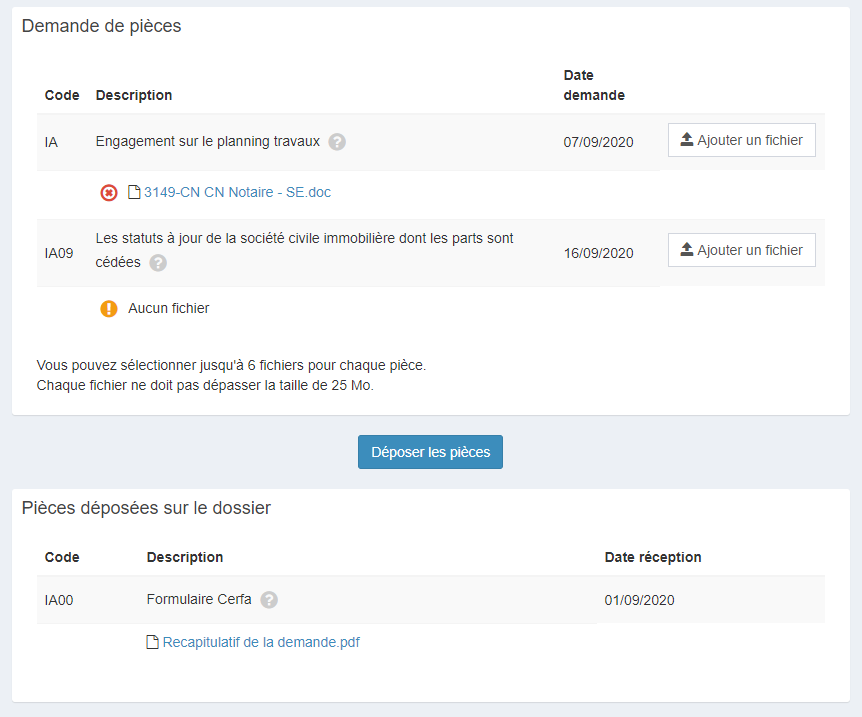 Demande de pièces
Date
Code Description demande
IA Engagement sur le planning travaux ? 07/09/2020 Ajouter un fichier
3149-CN CN Notaire - SE.doc
Les statuts à jour de la société civile immobilière dont les parts sont
IA09 cédées ? 16/09/2020 Ajouter un fichier
! Aucun fichier
Vous pouvez sélectionner jusqu'à 6 fichiers pour chaque pièce.
Chaque fichier ne doit pas dépasser la taille de 25 Mo.
Déposer les pièces
Pièces déposées sur le dossier
Code Description Date réception
IA00 Formulaire Cerfa ? 01/09/2020
Recapitulatif de la demande.pdf